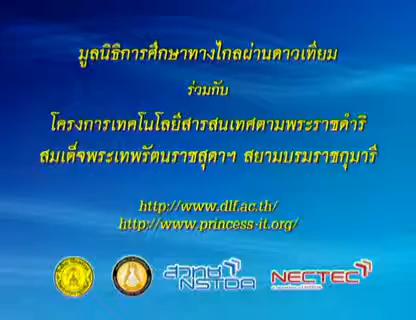 มูลนิธิการศึกษาทางไกลผ่านดาวเทียม
ร่วมกับ
โครงการเทคโนโลยีสารสนเทศตามพระราชดำริ
สมเด็จพระเทพรัตนราชสุดาฯ สยามบรมราชกุมารี
http://www.dlf.ac.th/
http://www.princess-it.org/
สวทช
NSTDA
NECTEC